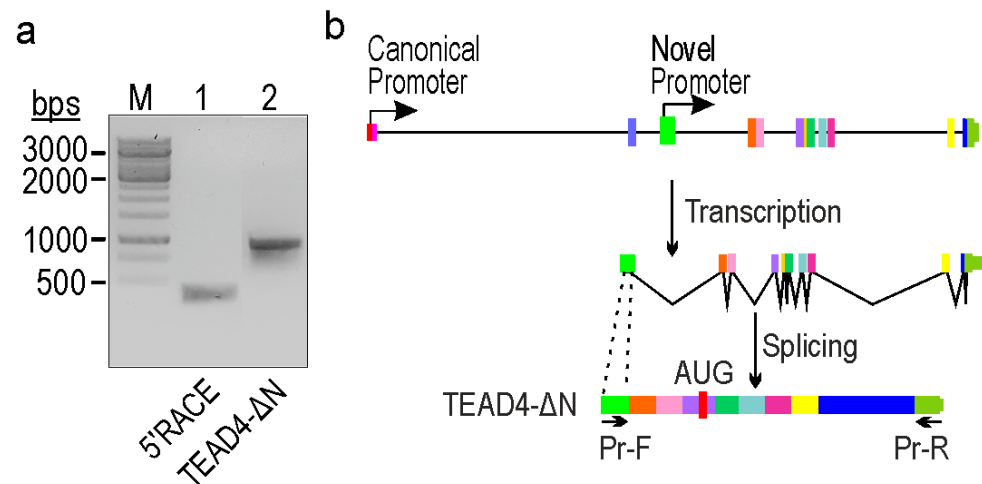 a
bps
M 1 2
3000
2000
1000
500
5'RACE
TEAD4-ΔN
b
Canonical
Promoter
Novel
Promoter
Transcription
Splicing
AUG
TEAD4-ΔN
Pr-F
Pr-R